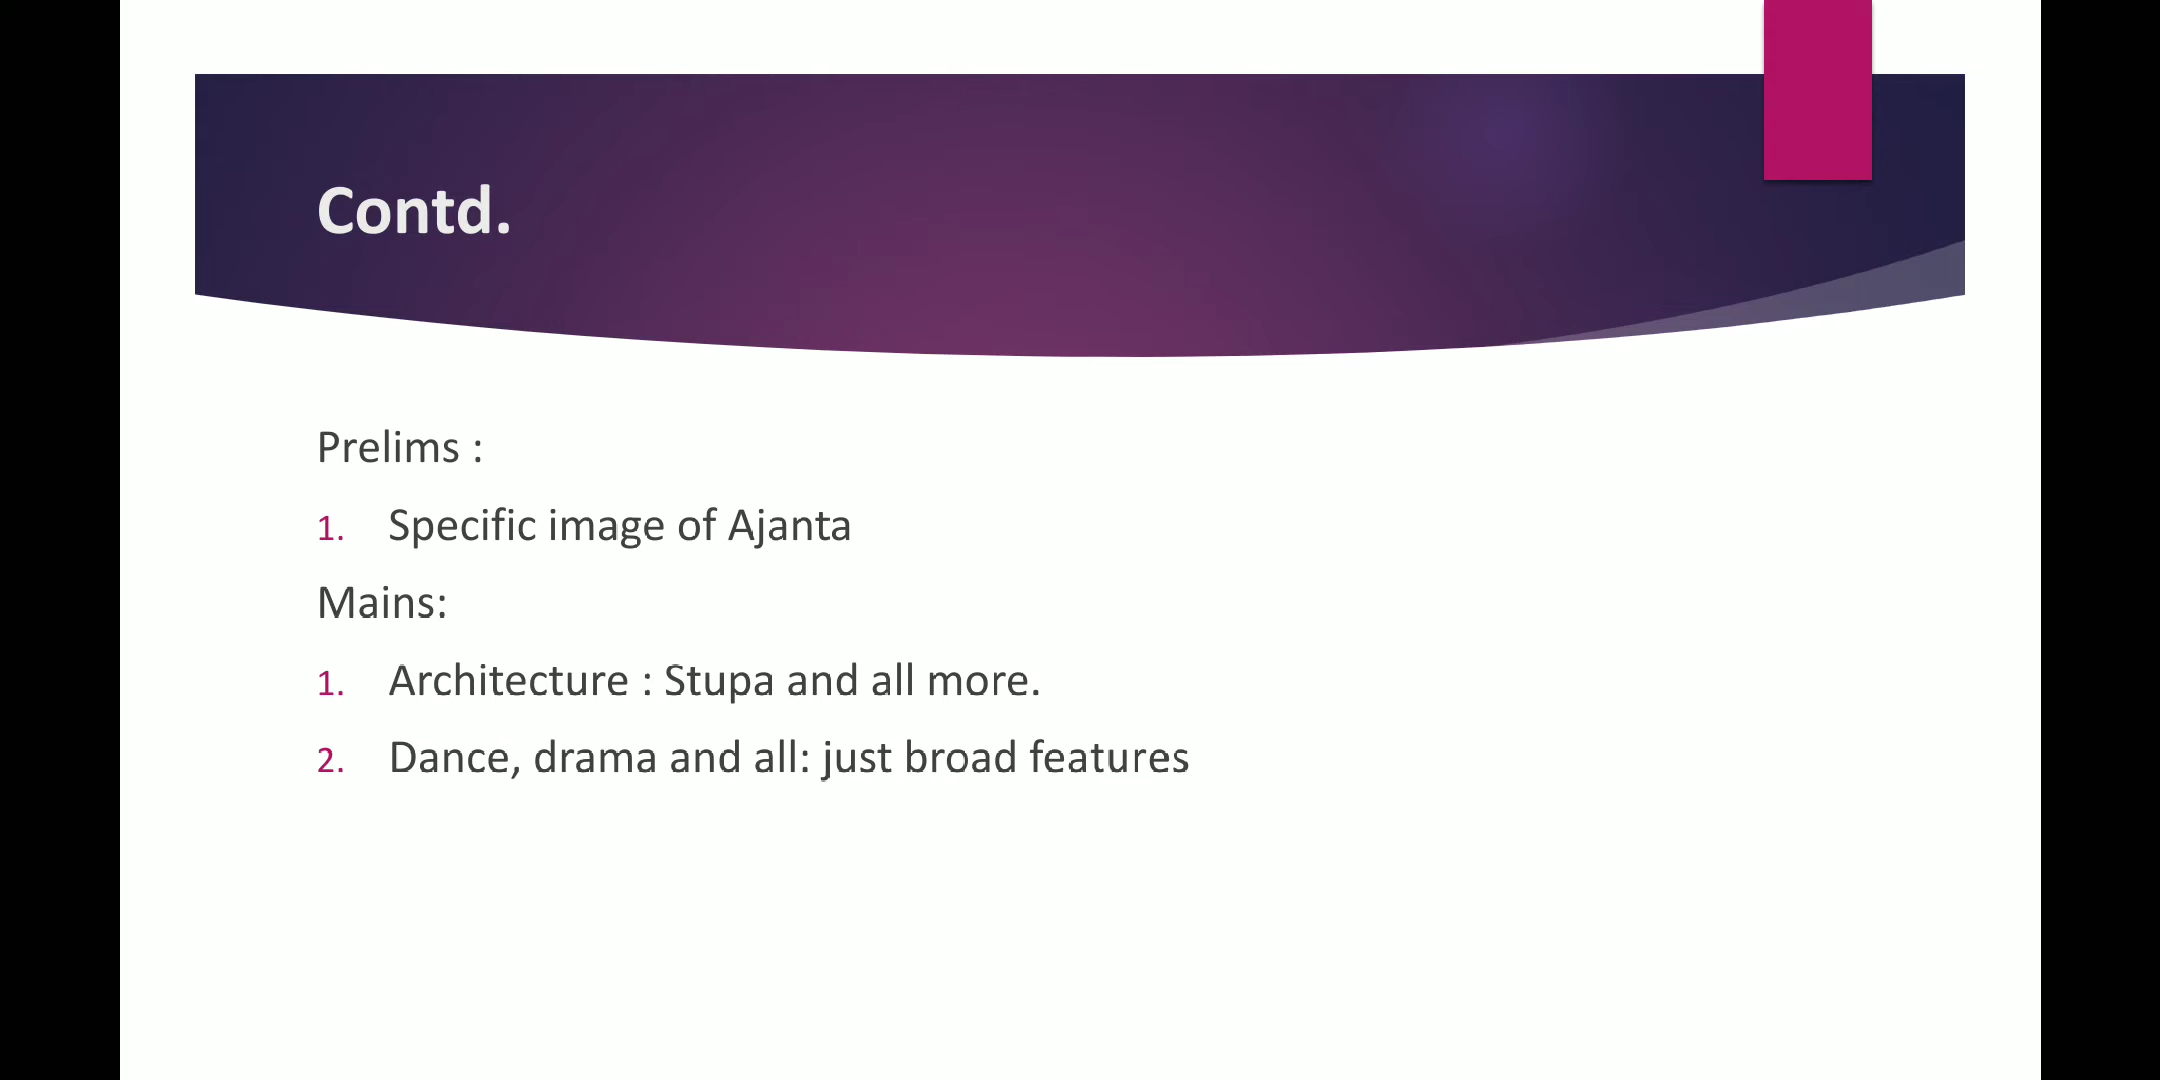 Contd.
Prelims :
1. Specific image of Ajanta
Mains:
1. Architecture : Stupa and all more.
2. Dance, drama and all: just broad features